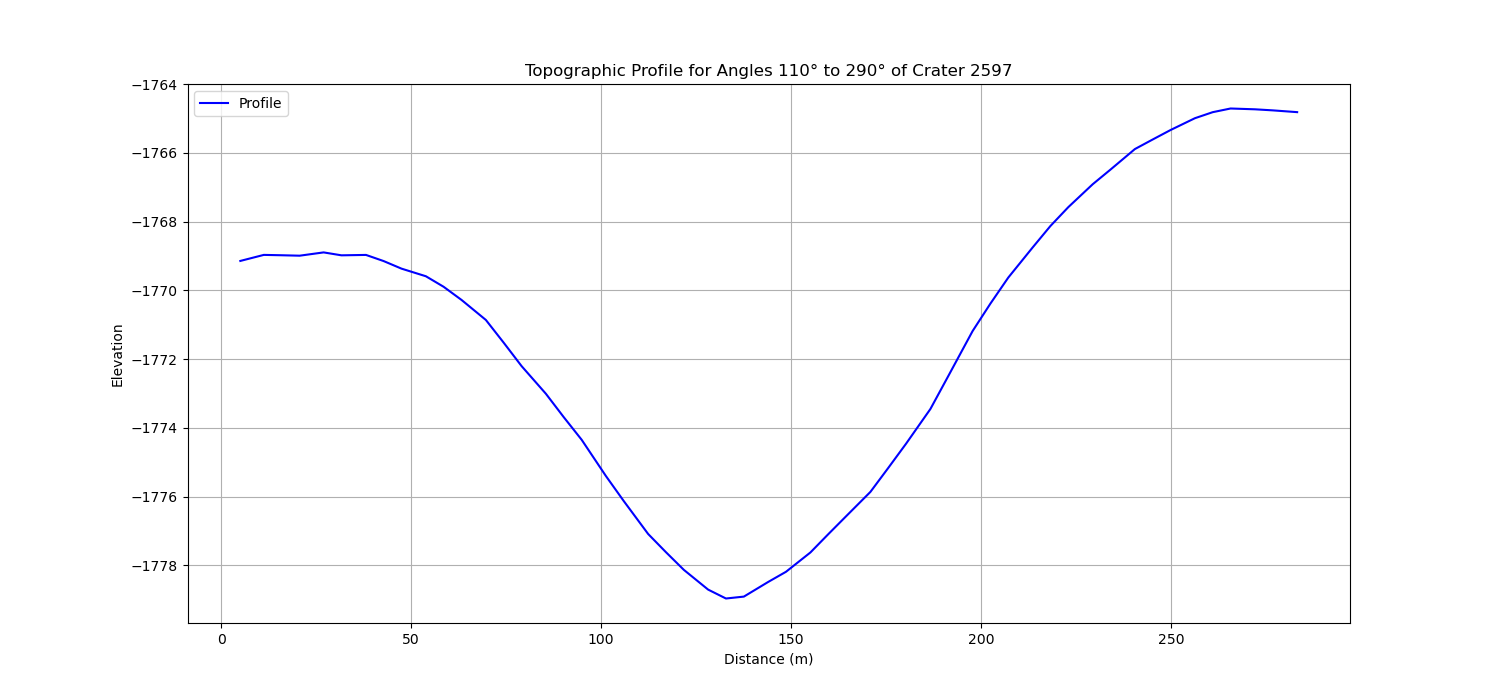 Topographic Profile for Angles 110° to 290° of Crater 2597
Profile
−1764
−1766
−1768
−1770
−1772
−1774
−1776
−1778
Elevation
0 50 100 150 200 250
Distance (m)